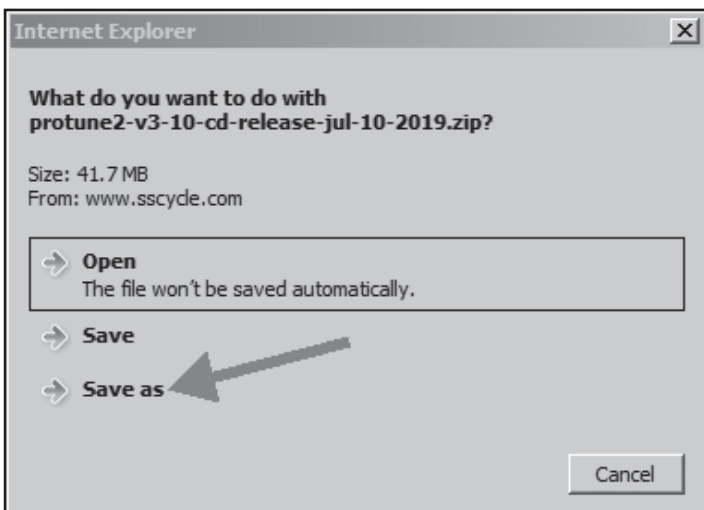 Internet Explorer
What do you want to do with
protune2-v3-10-cd-release-jul-10-2019.zip?
Size: 41.7 MB
From: www.sscycle.com
Open
The file won't be saved automatically.
Save
Save as
Cancel